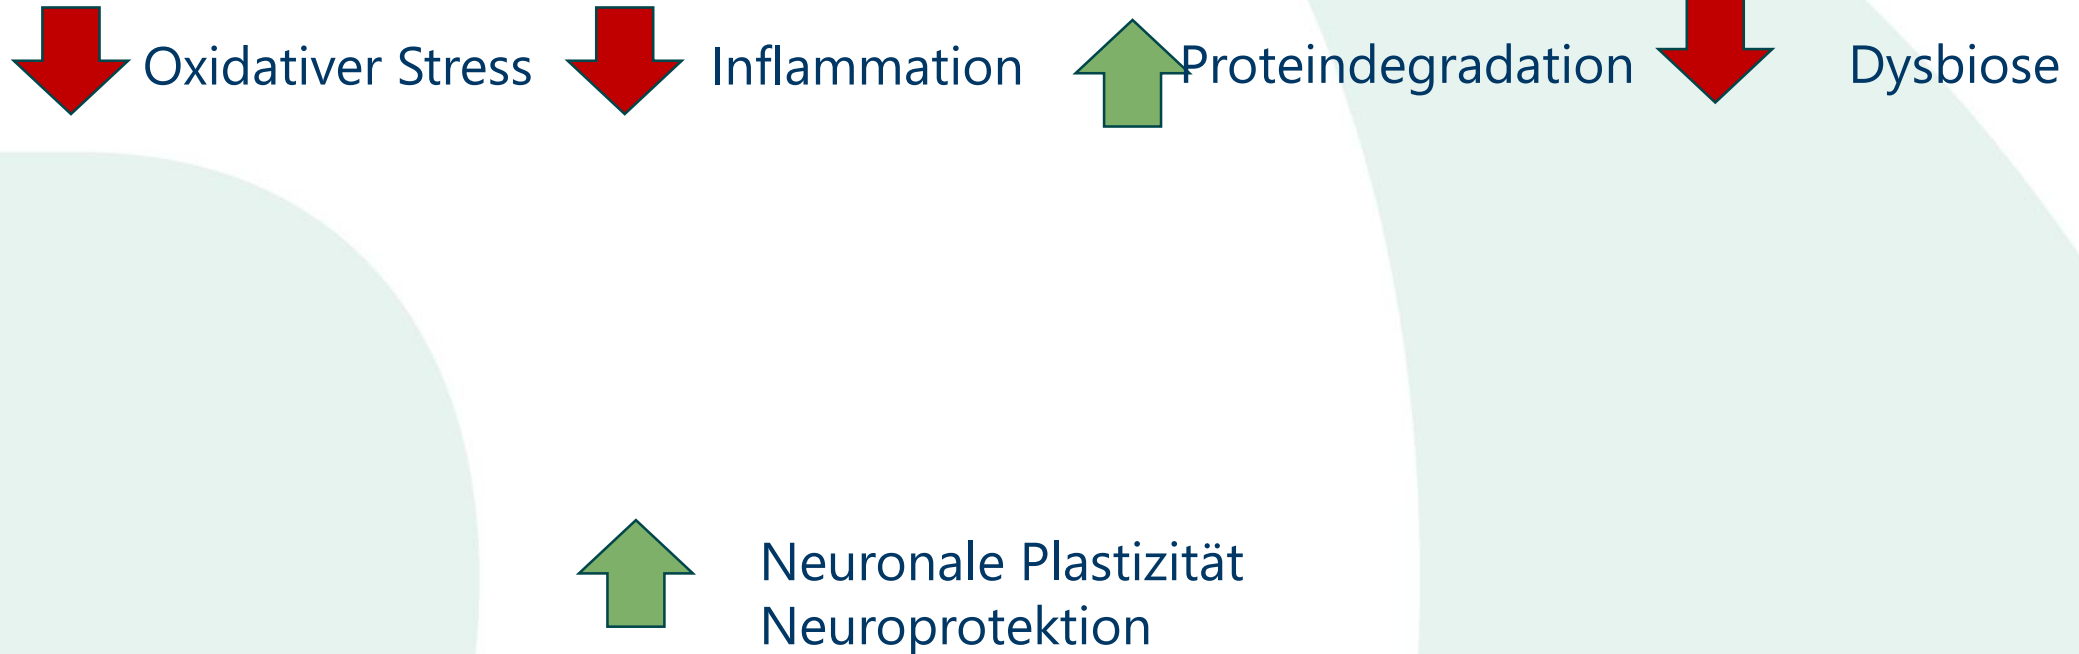 Oxidativer Stress Inflammation Proteindegradation Dysbiose
Neuronale Plastizität
Neuroprotektion